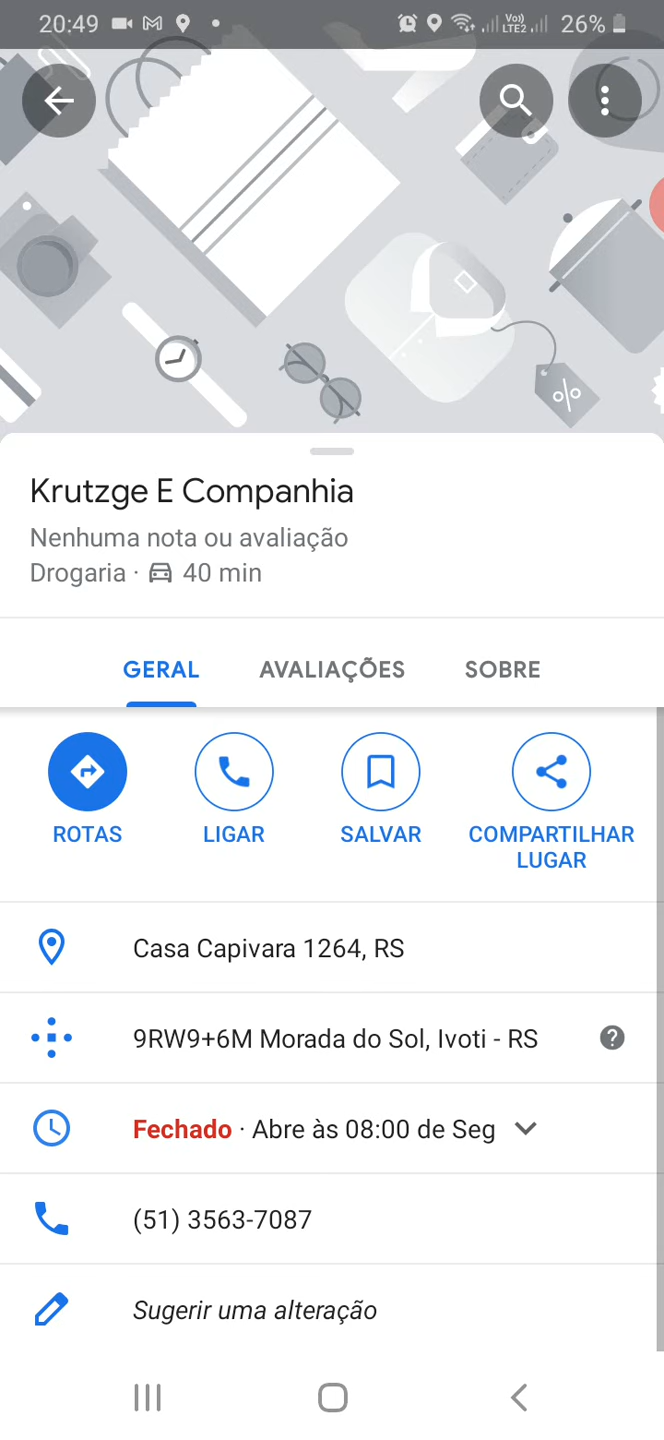 20:49 Vo)) LTE2 26%
%
Krutzge E Companhia
Nenhuma nota ou avaliação
Drogaria · 40 min
GERAL AVALIAÇÕES SOBRE
ROTAS LIGAR SALVAR COMPARTILHAR LUGAR
Casa Capivara 1264, RS
9RW9+6M Morada do Sol, Ivoti - RS
Fechado · Abre às 08:00 de Seg
(51) 3563-7087
Sugerir uma alteração